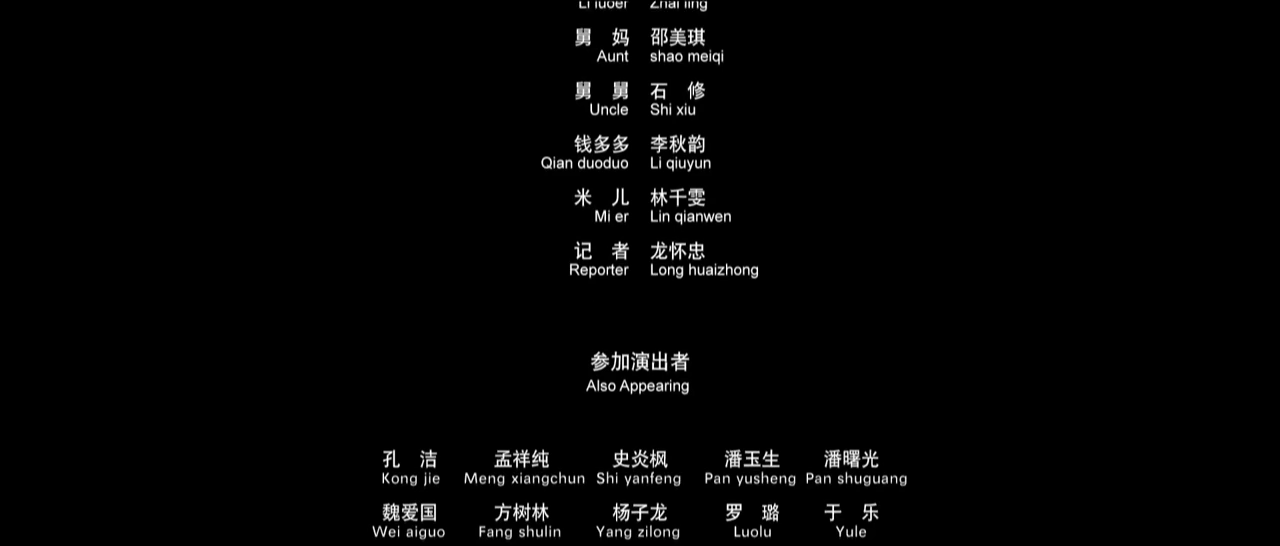 Li luoer Zhai ling
舅 妈 邵美琪
Aunt shao meiqi
舅 舅 石 修
Uncle Shi xiu
钱多多 李秋韵
Qian duoduo Li qiuyun
米 儿 林千雯
Mi er Lin qianwen
记 者 龙怀忠
Reporter Long huaizhong
参加演出者
Also Appearing
孔 洁 孟祥纯 史炎枫 潘玉生 潘曙光
Kong jie Meng xiangchun Shi yanfeng Pan yusheng Pan shuguang
魏爱国 方树林 杨子龙 罗 璐 于 乐
Wei aiguo Fang shulin Yang zilong Luolu Yule